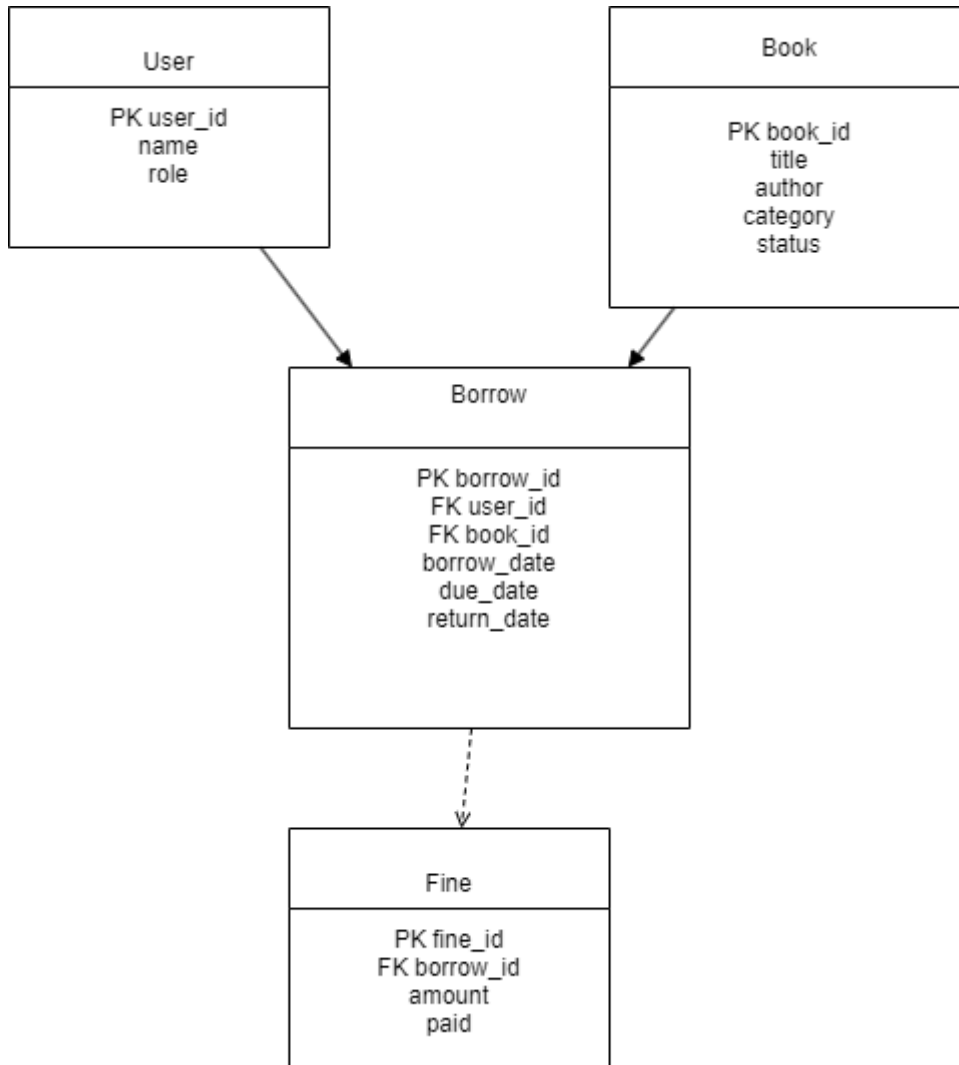 User
PK user_id
name
role
Book
PK book_id
title
author
category
status
Borrow
PK borrow_id
FK user_id
FK book_id
borrow_date
due_date
return_date
Fine
PK fine_id
FK borrow_id
amount
paid